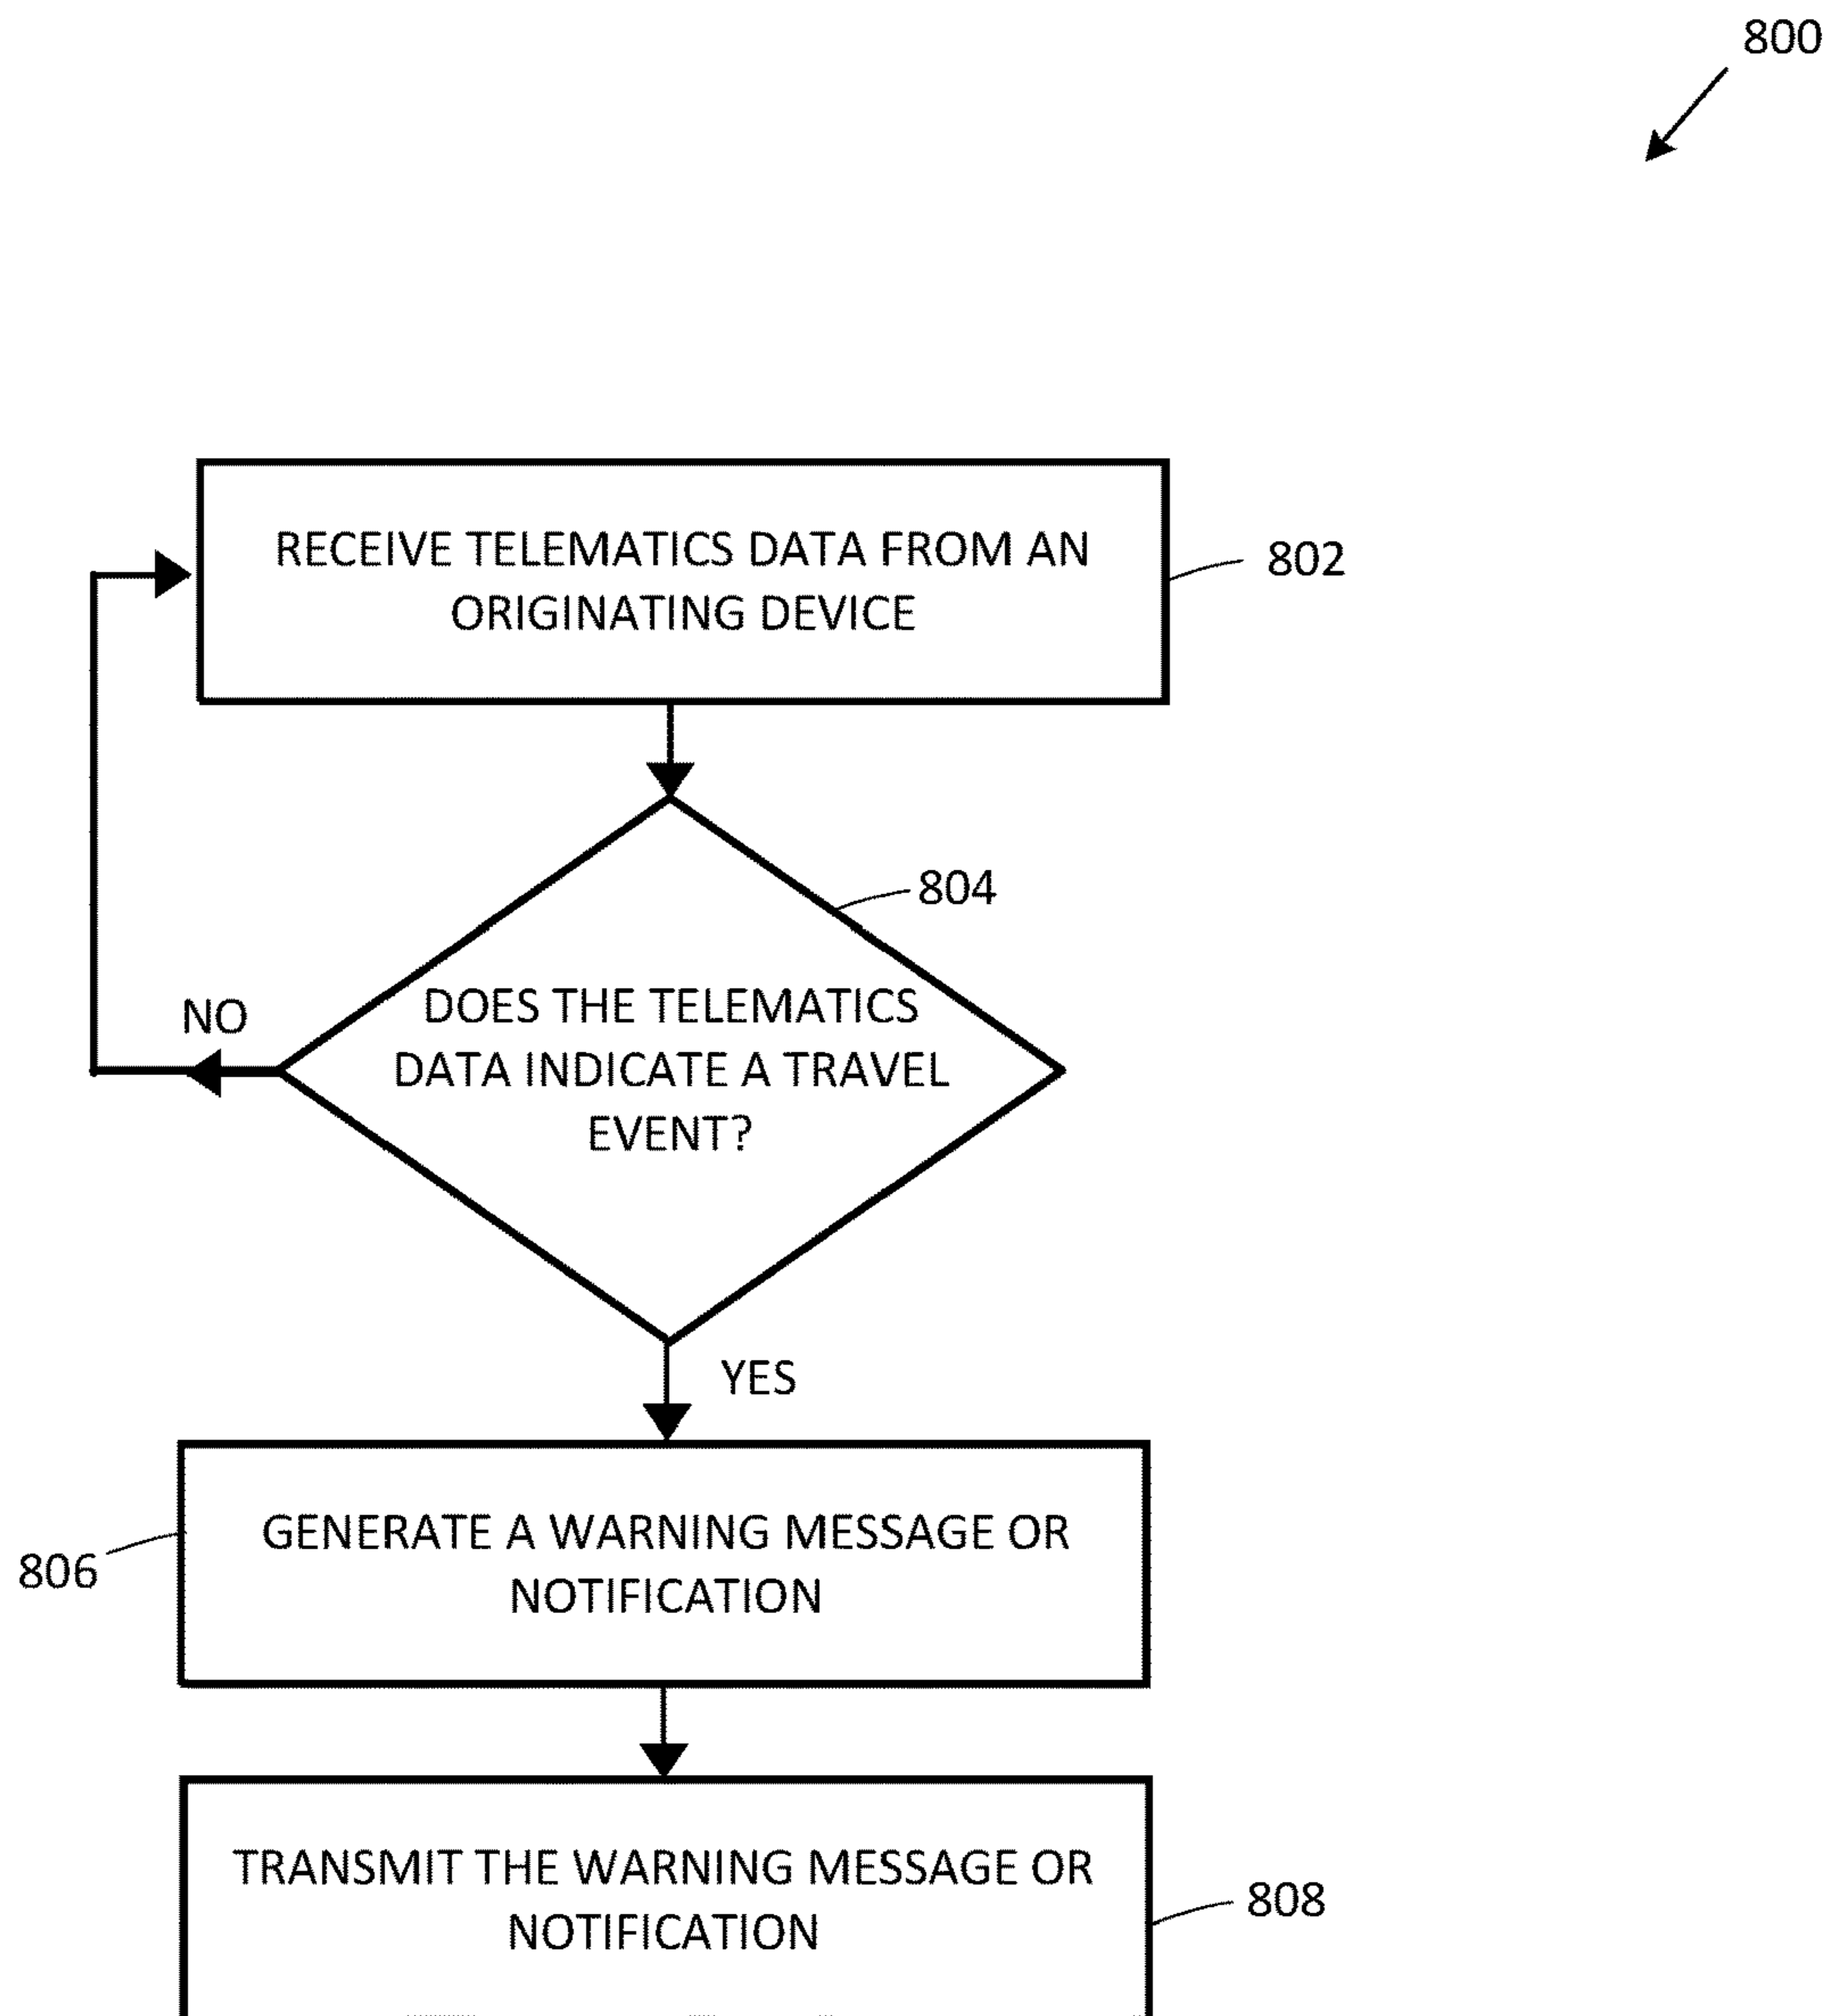 800
RECEIVE TELEMATICS DATA FROM AN
ORIGINATING DEVICE
802
804
DOES THE TELEMATICS
DATA INDICATE A TRAVEL
EVENT?
NO
YES
GENERATE A WARNING MESSAGE OR
NOTIFICATION
806
TRANSMIT THE WARNING MESSAGE OR
NOTIFICATION
808